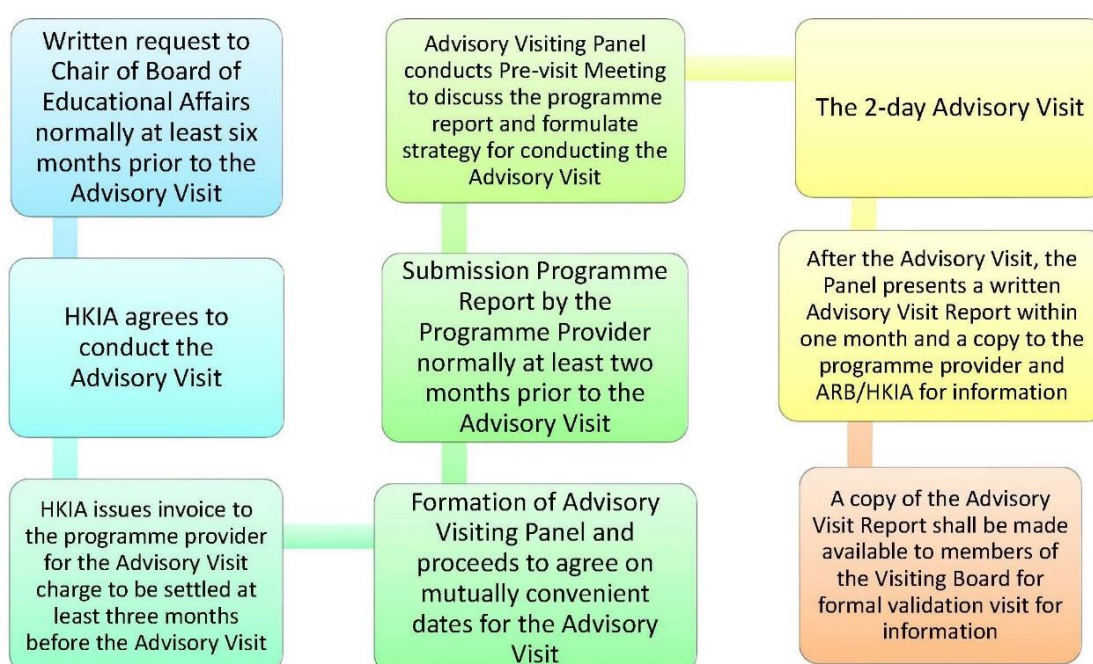 Written request to
Chair of Board of
Educational Affairs
normally at least six
months prior to the
Advisory Visit
HKIA agrees to
conduct the
Advisory Visit
HKIA issues invoice to
the programme provider
for the Advisory Visit
charge to be settled at
least three months
before the Advisory Visit
Formation of Advisory
Visiting Panel and
proceeds to agree on
mutually convenient
dates for the Advisory
Visit
Submission Programme
Report by the
Programme Provider
normally at least two
months prior to the
Advisory Visit
Advisory Visiting Panel
conducts Pre-visit Meeting
to discuss the programme
report and formulate
strategy for conducting the
Advisory Visit
The 2-day Advisory Visit
After the Advisory Visit, the
Panel presents a written
Advisory Visit Report within
one month and a copy to the
programme provider and
ARB/HKIA for information
A copy of the Advisory
Visit Report shall be made
available to members of
the Visiting Board for
formal validation visit for
information